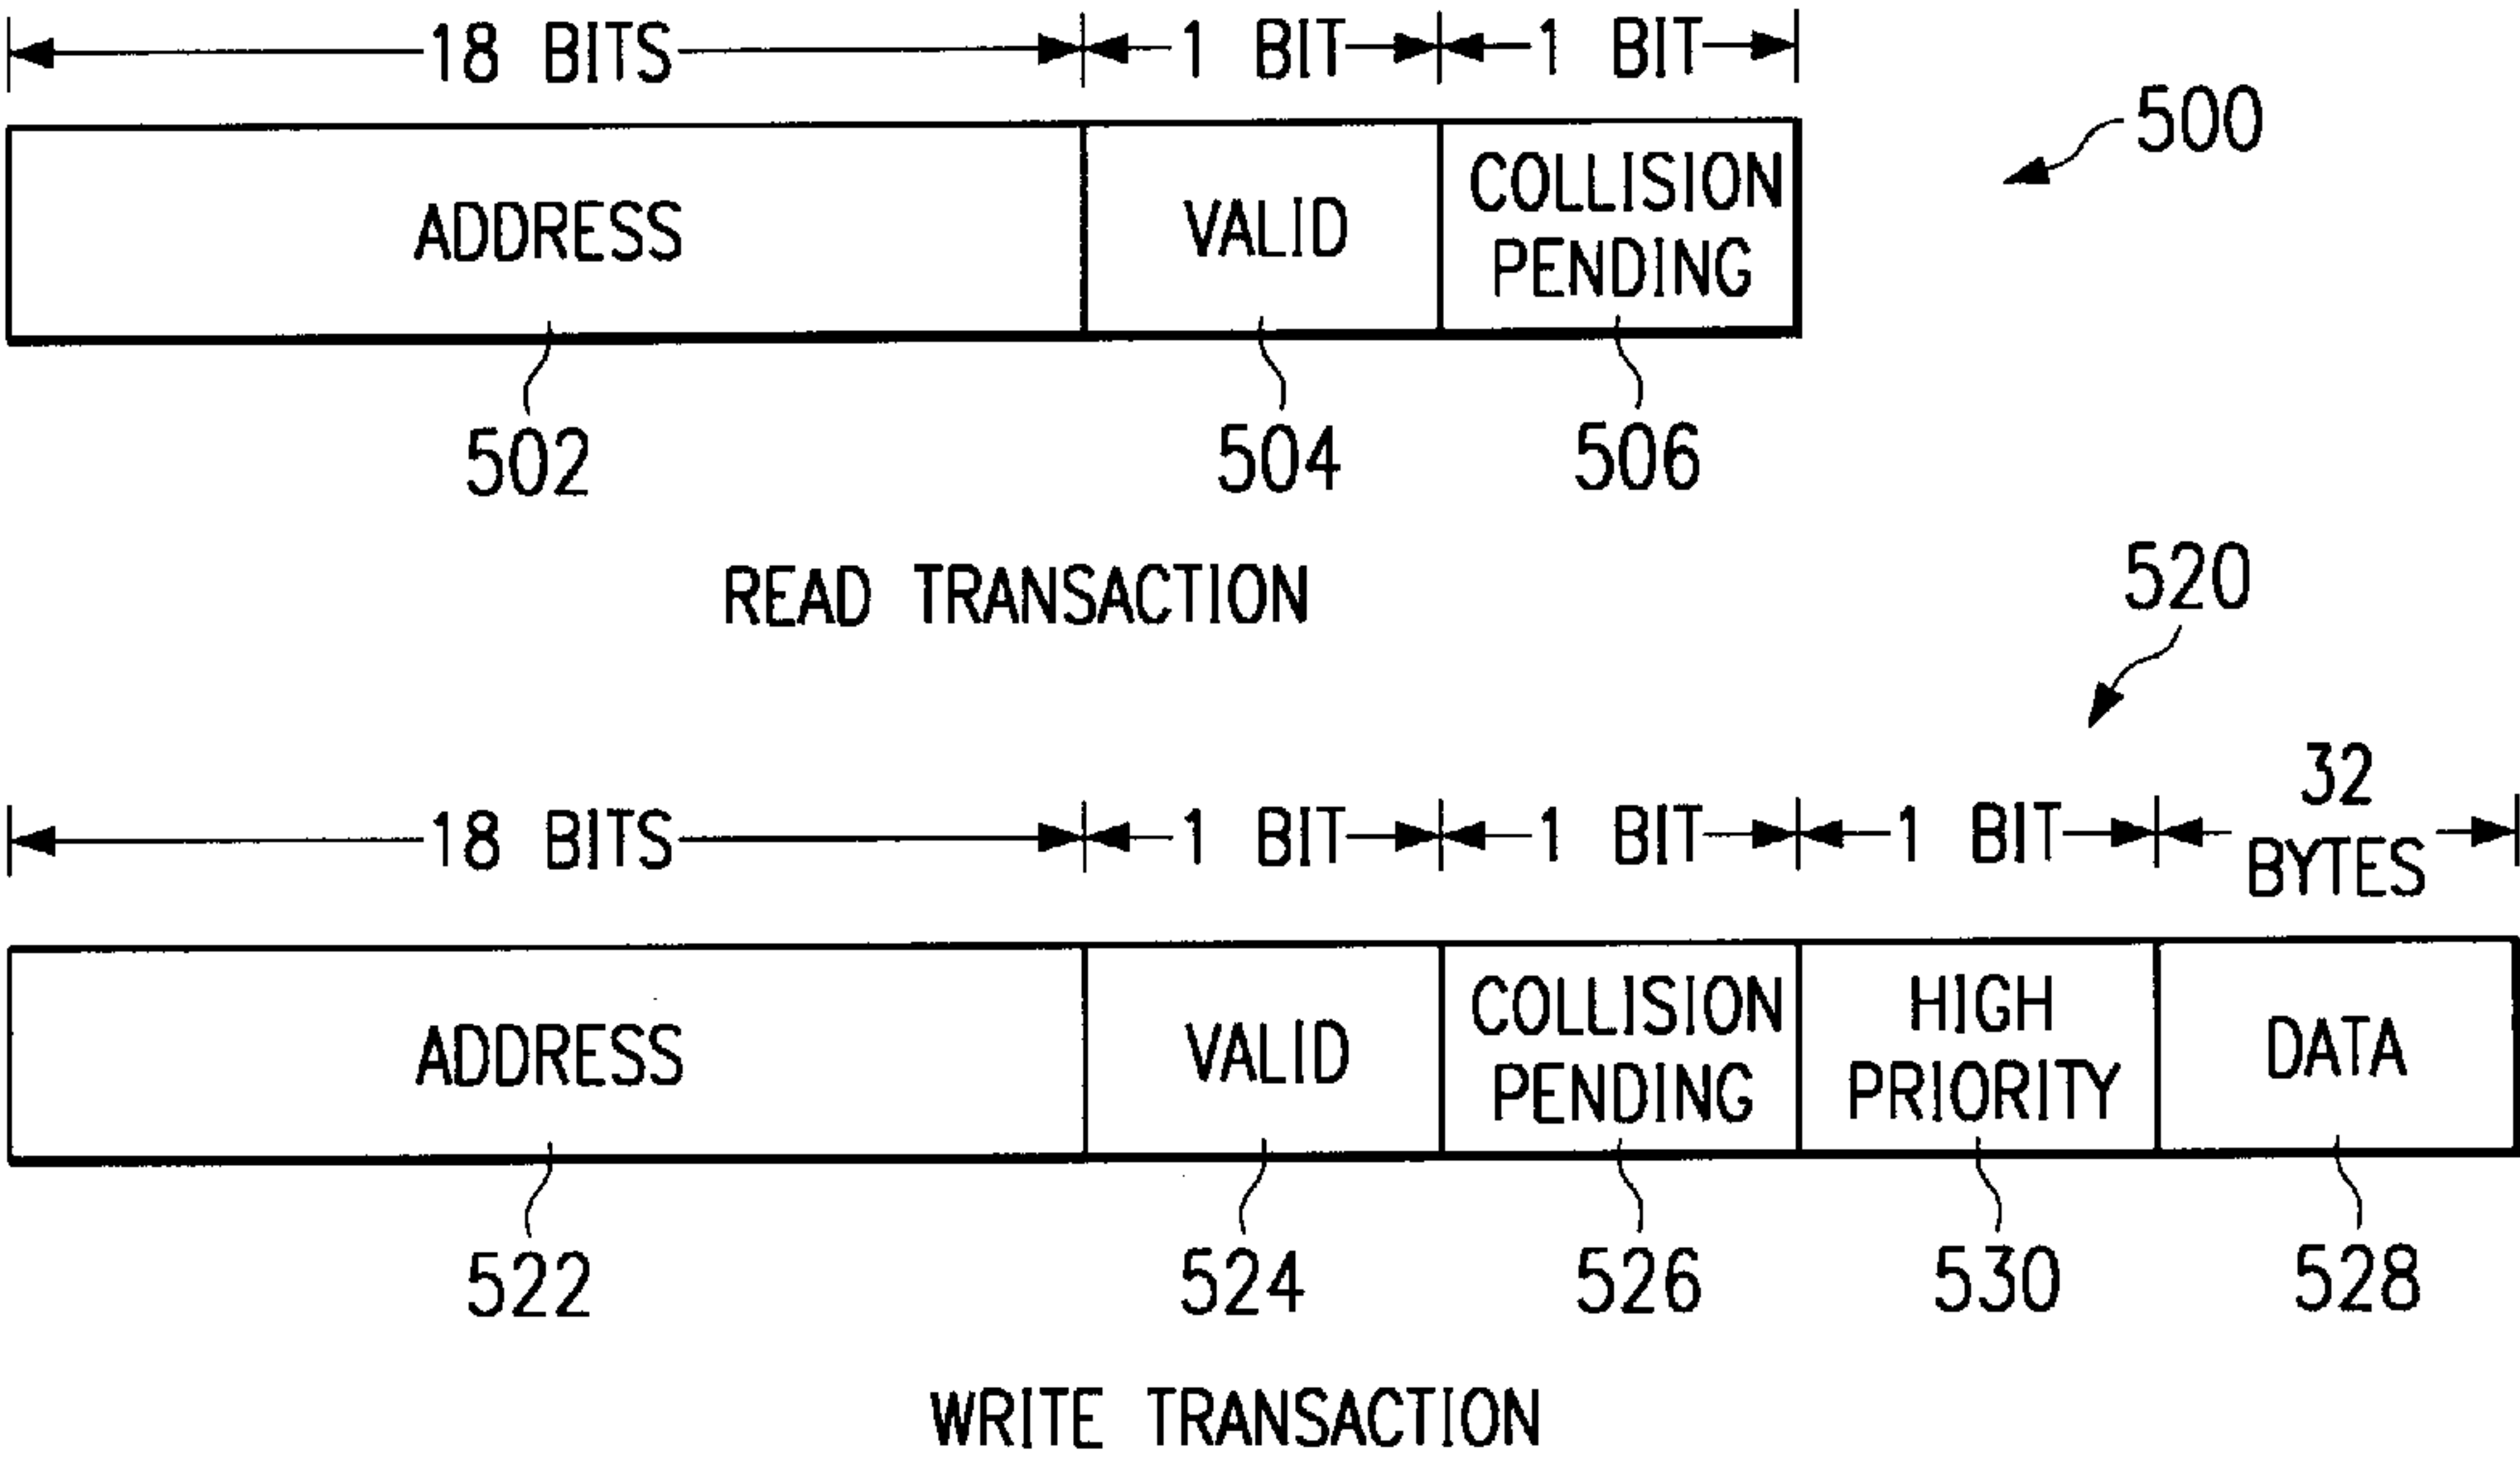 18 BITS 1 BIT 1 BIT
500
ADDRESS VALID COLLISION PENDING
502 504 506
READ TRANSACTION
520
18 BITS 1 BIT 1 BIT 1 BIT 32 BYTES
ADDRESS VALID COLLISION PENDING HIGH PRIORITY DATA
522 524 526 530 528
WRITE TRANSACTION